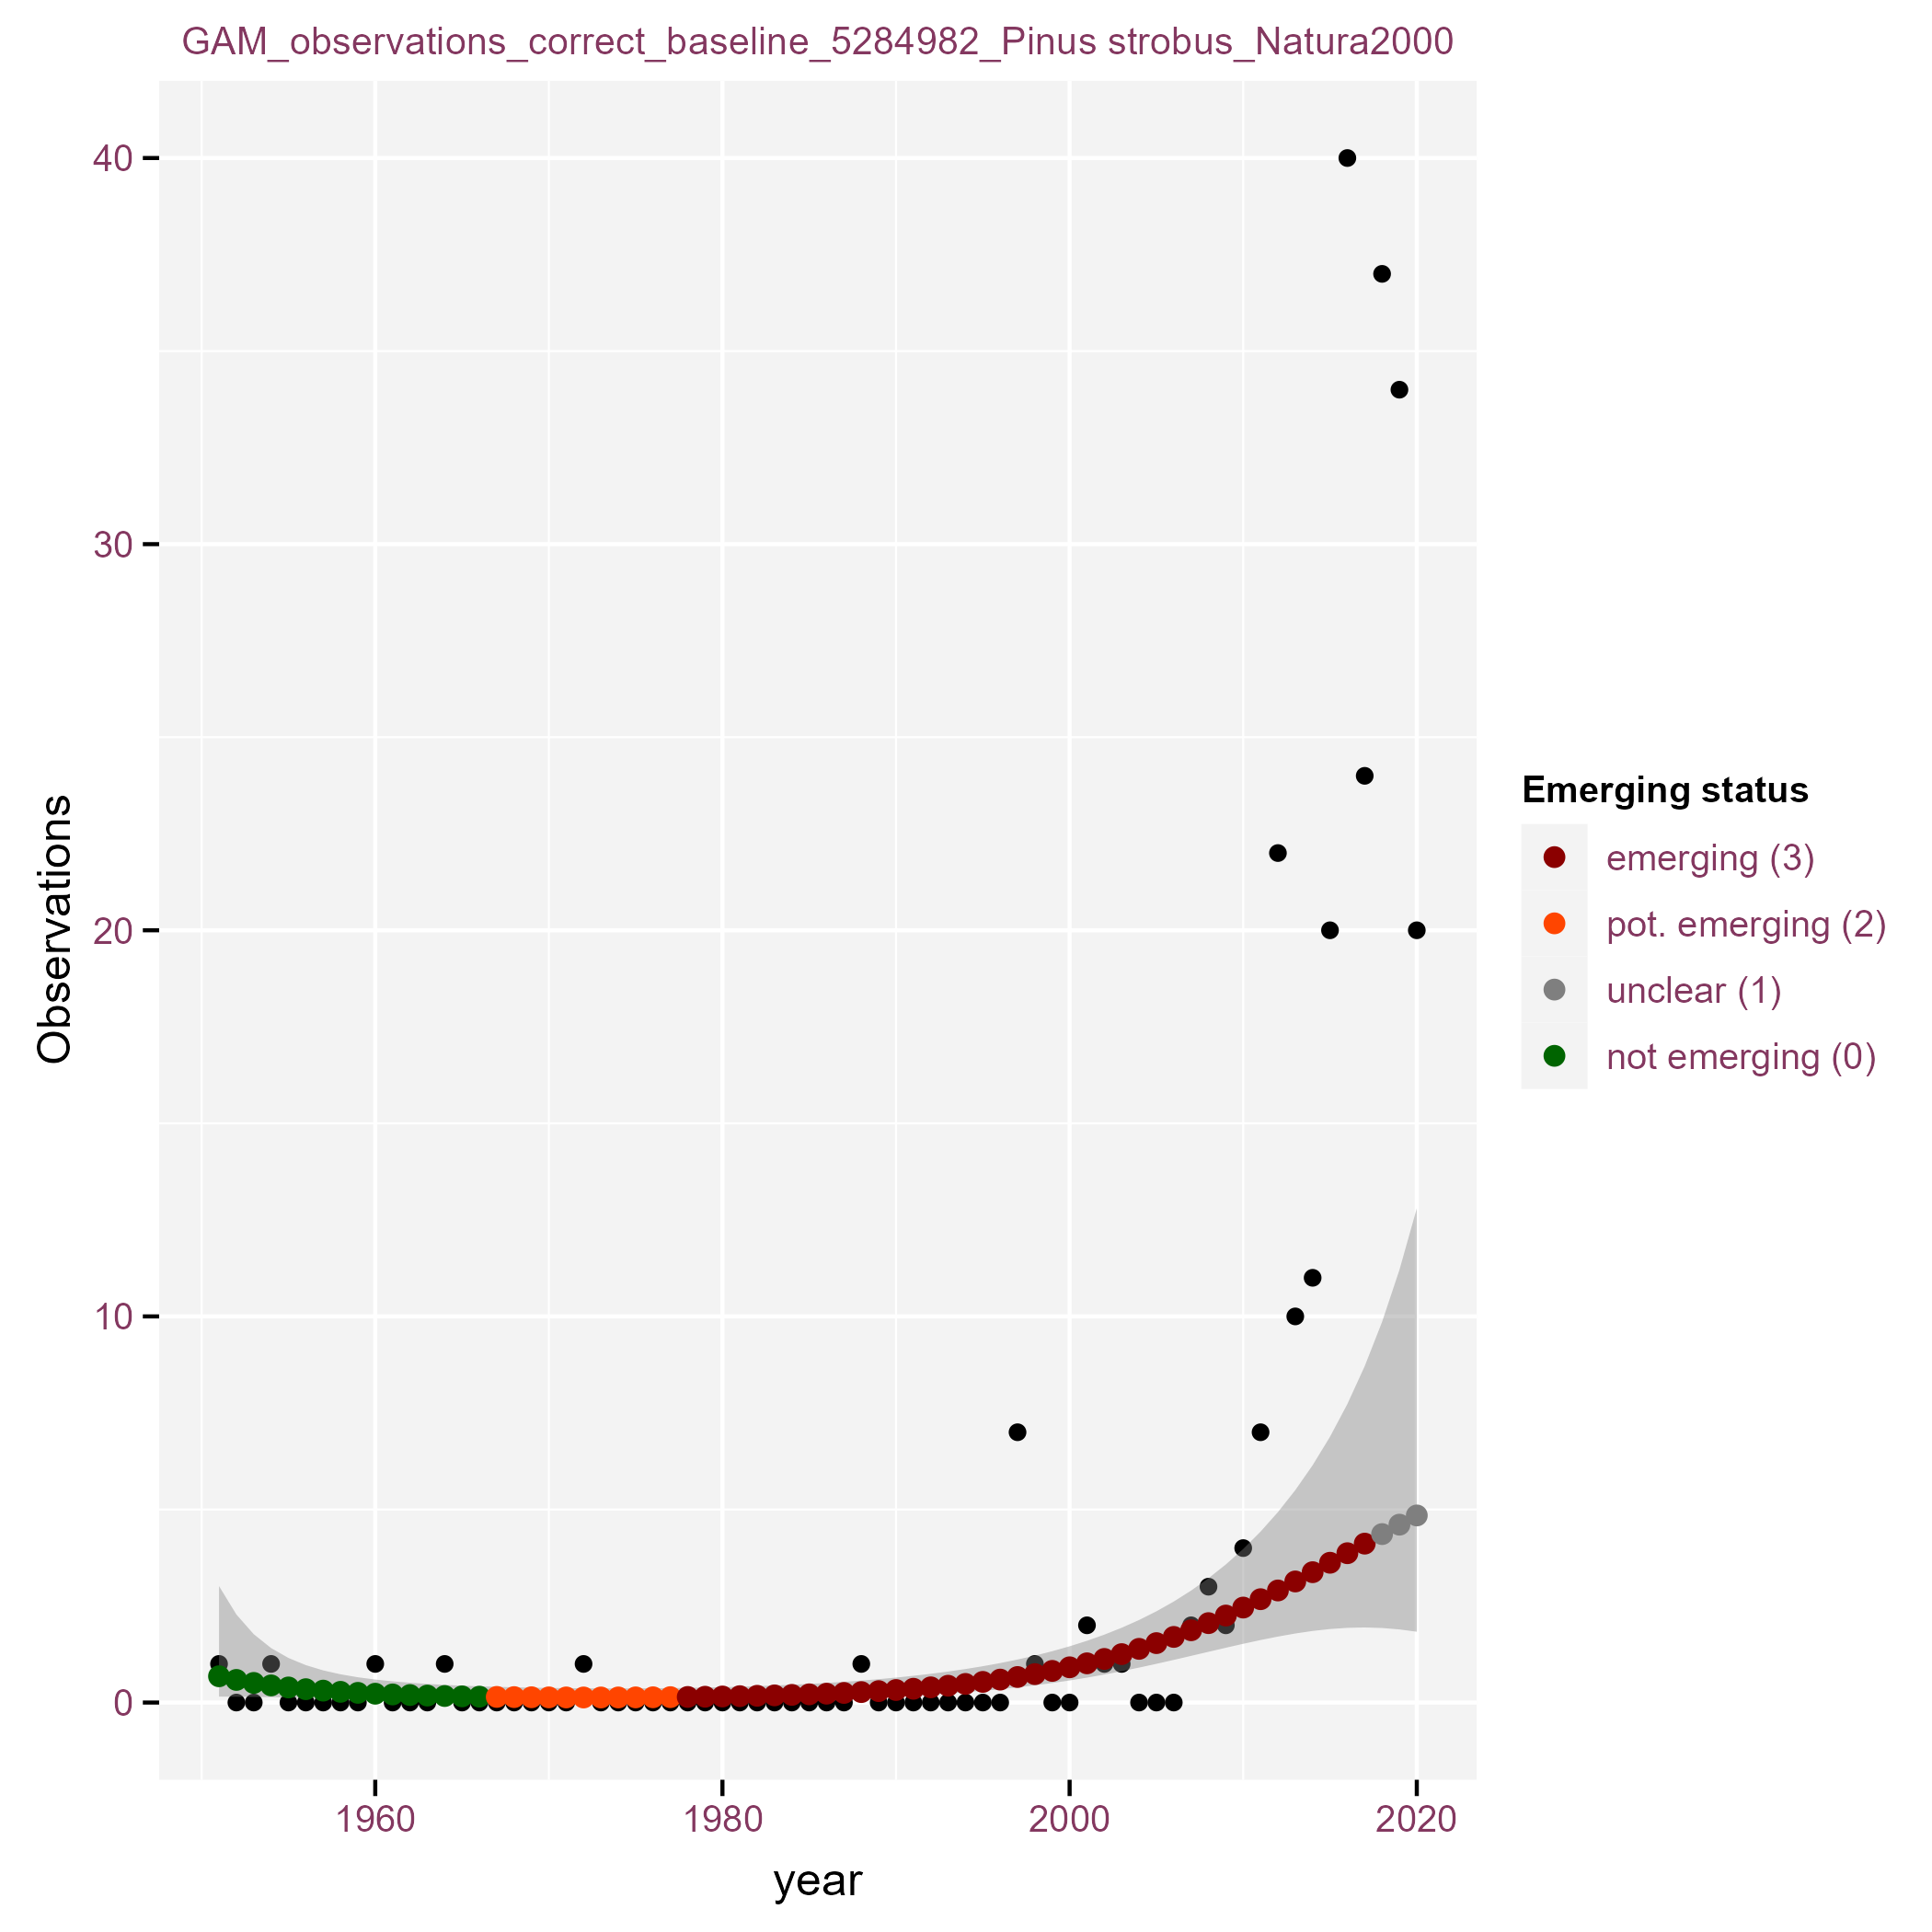 GAM_observations_correct_baseline_5284982_Pinus strobus_Natura2000
40
30
20
10
0
Observations
1960
1980
2000
2020
year
Emerging status
emerging (3)
pot. emerging (2)
unclear (1)
not emerging (0)